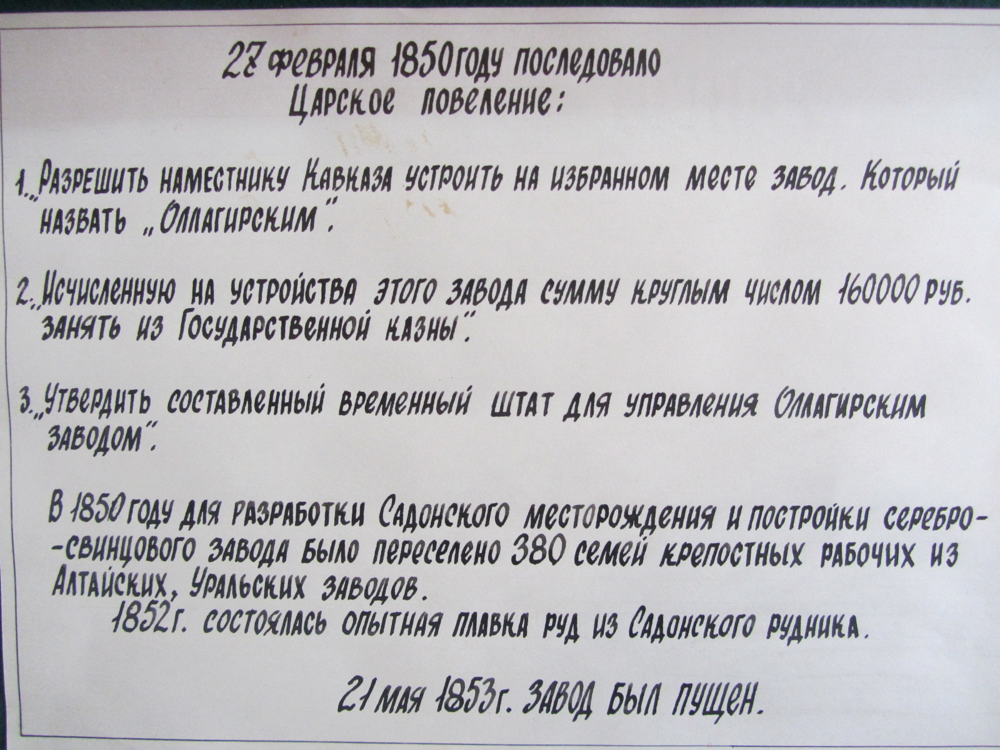 27 февраля 1850 году последовало
Царское повеление:
1. „Разрешить наместнику Кавказа устроить на избранном месте завод. Который
назвать „Оллагирским".
2. „Исчисленную на устройства этого завода сумму круглым числом 160000 руб.
занять из Государственной казны".
3. „Утвердить составленный временный штат для управления Оллагирским
заводом".
В 1850 году для разработки Садонского месторождения и постройки серебро-
-свинцового завода было переселено 380 семей крепостных рабочих из
Алтайских, Уральских заводов.
1852 г. состоялась опытная плавка руд из Садонского рудника.
21 мая 1853 г. завод был пущен.